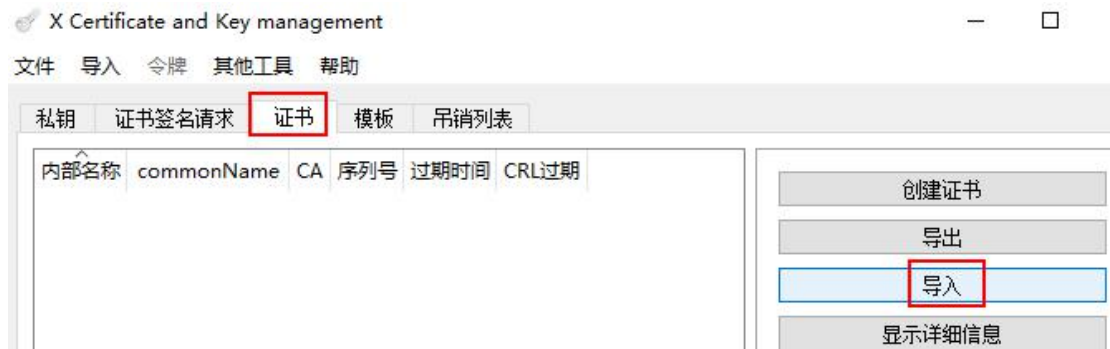 X Certificate and Key management
文件 导入 令牌 其他工具 帮助
私钥 证书签名请求 证书 模板 吊销列表
内部名称 commonName CA 序列号 过期时间 CRL过期
创建证书
导出
导入
显示详细信息